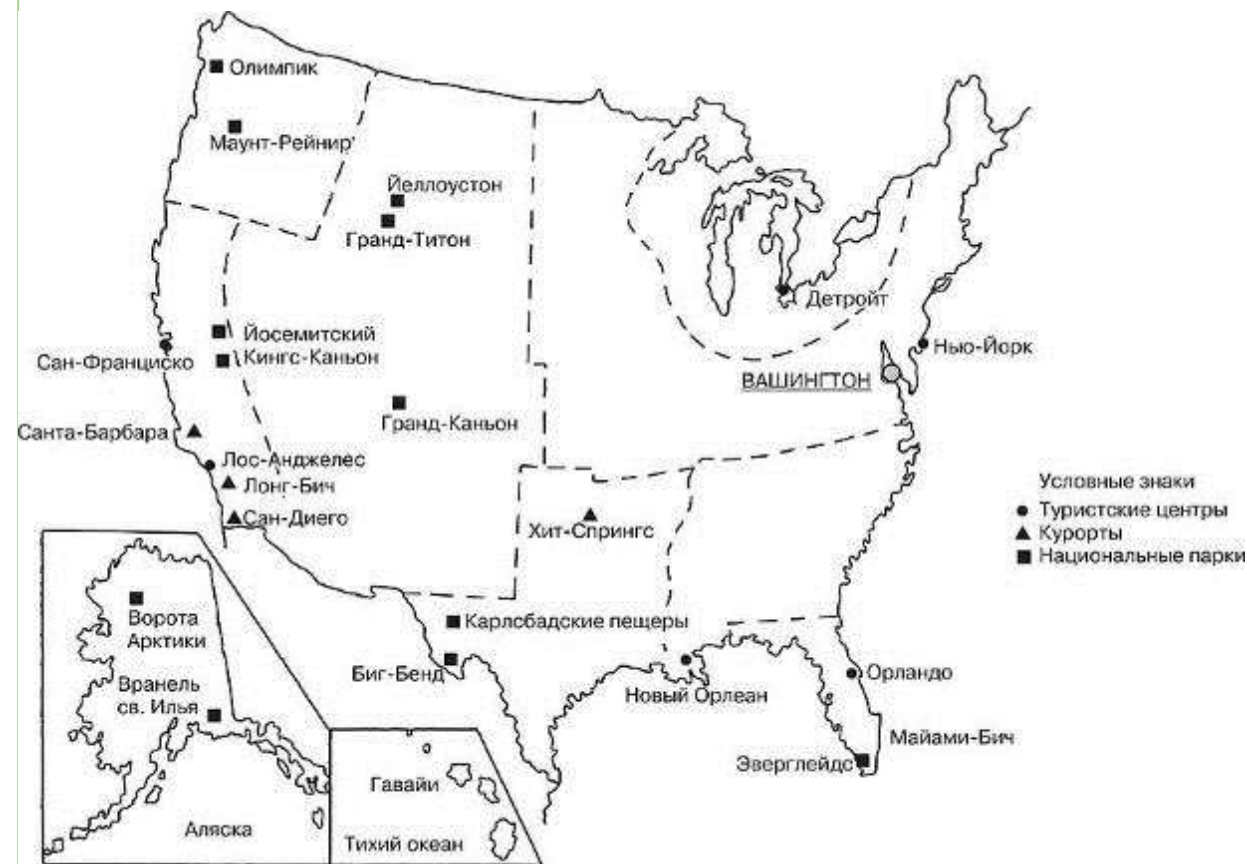 Олимпик
Маунт-Рейнир
Йеллоустон
Гранд-Титон
Детройт
Йосемитский
Кингс-Каньон
Сан-Франциско
Нью-Йорк
ВАШИНГТОН
Гранд-Каньон
Санта-Барбара
Лос-Анджелес
Лонг-Бич
Сан-Диего
Хит-Спрингс
Условные знаки
Туристские центры
Курорты
Национальные парки
Ворота
Арктики
Карлсбадские пещеры
Биг-Бенд
Вранель
св. Илья
Новый Орлеан
Орландо
Майами-Бич
Эверглейдс
Гавайи
Аляска
Тихий океан